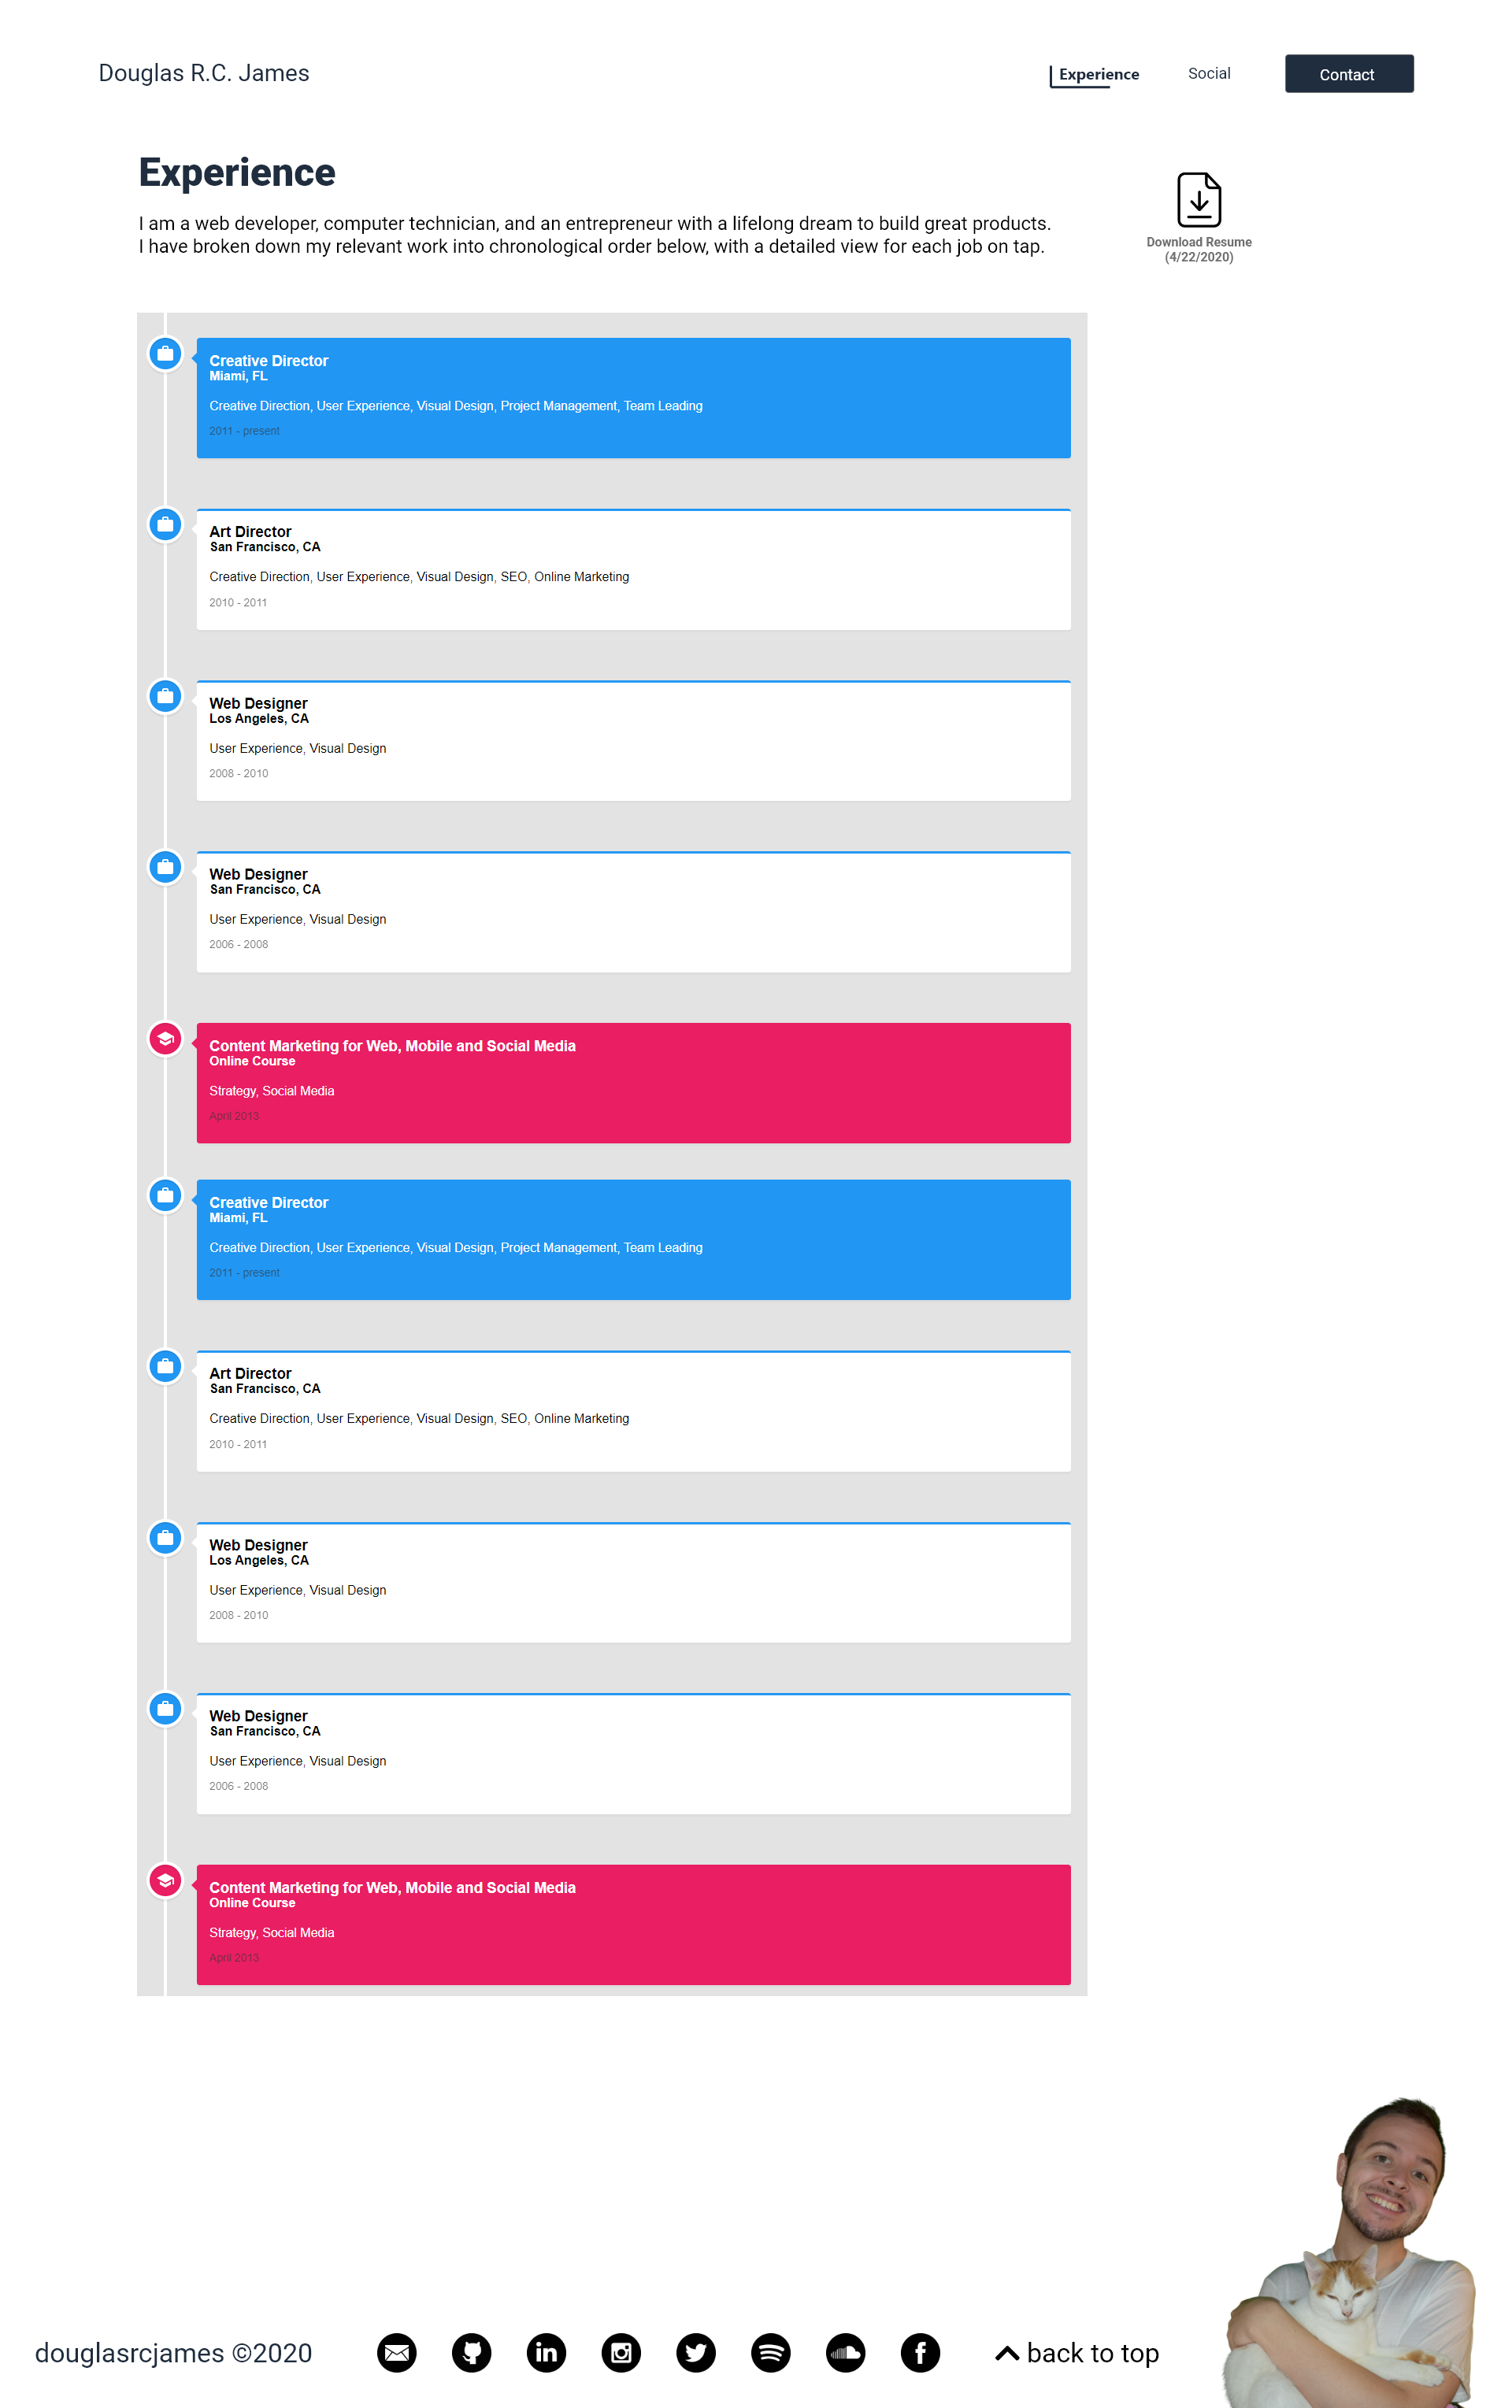 Douglas R.C. James
Experience
Social
Contact
Experience
I am a web developer, computer technician, and an entrepreneur with a lifelong dream to build great products.
I have broken down my relevant work into chronological order below, with a detailed view for each job on tap.
Download Resume
(4/22/2020)
Creative Director
Miami, FL
Creative Direction, User Experience, Visual Design, Project Management, Team Leading
2011 - present
Art Director
San Francisco, CA
Creative Direction, User Experience, Visual Design, SEO, Online Marketing
2010 - 2011
Web Designer
Los Angeles, CA
User Experience, Visual Design
2008 - 2010
Web Designer
San Francisco, CA
User Experience, Visual Design
2006 - 2008
Content Marketing for Web, Mobile and Social Media
Online Course
Strategy, Social Media
April 2013
Creative Director
Miami, FL
Creative Direction, User Experience, Visual Design, Project Management, Team Leading
2011 - present
Art Director
San Francisco, CA
Creative Direction, User Experience, Visual Design, SEO, Online Marketing
2010 - 2011
Web Designer
Los Angeles, CA
User Experience, Visual Design
2008 - 2010
Web Designer
San Francisco, CA
User Experience, Visual Design
2006 - 2008
Content Marketing for Web, Mobile and Social Media
Online Course
Strategy, Social Media
April 2013
douglasrcjames ©2020
back to top